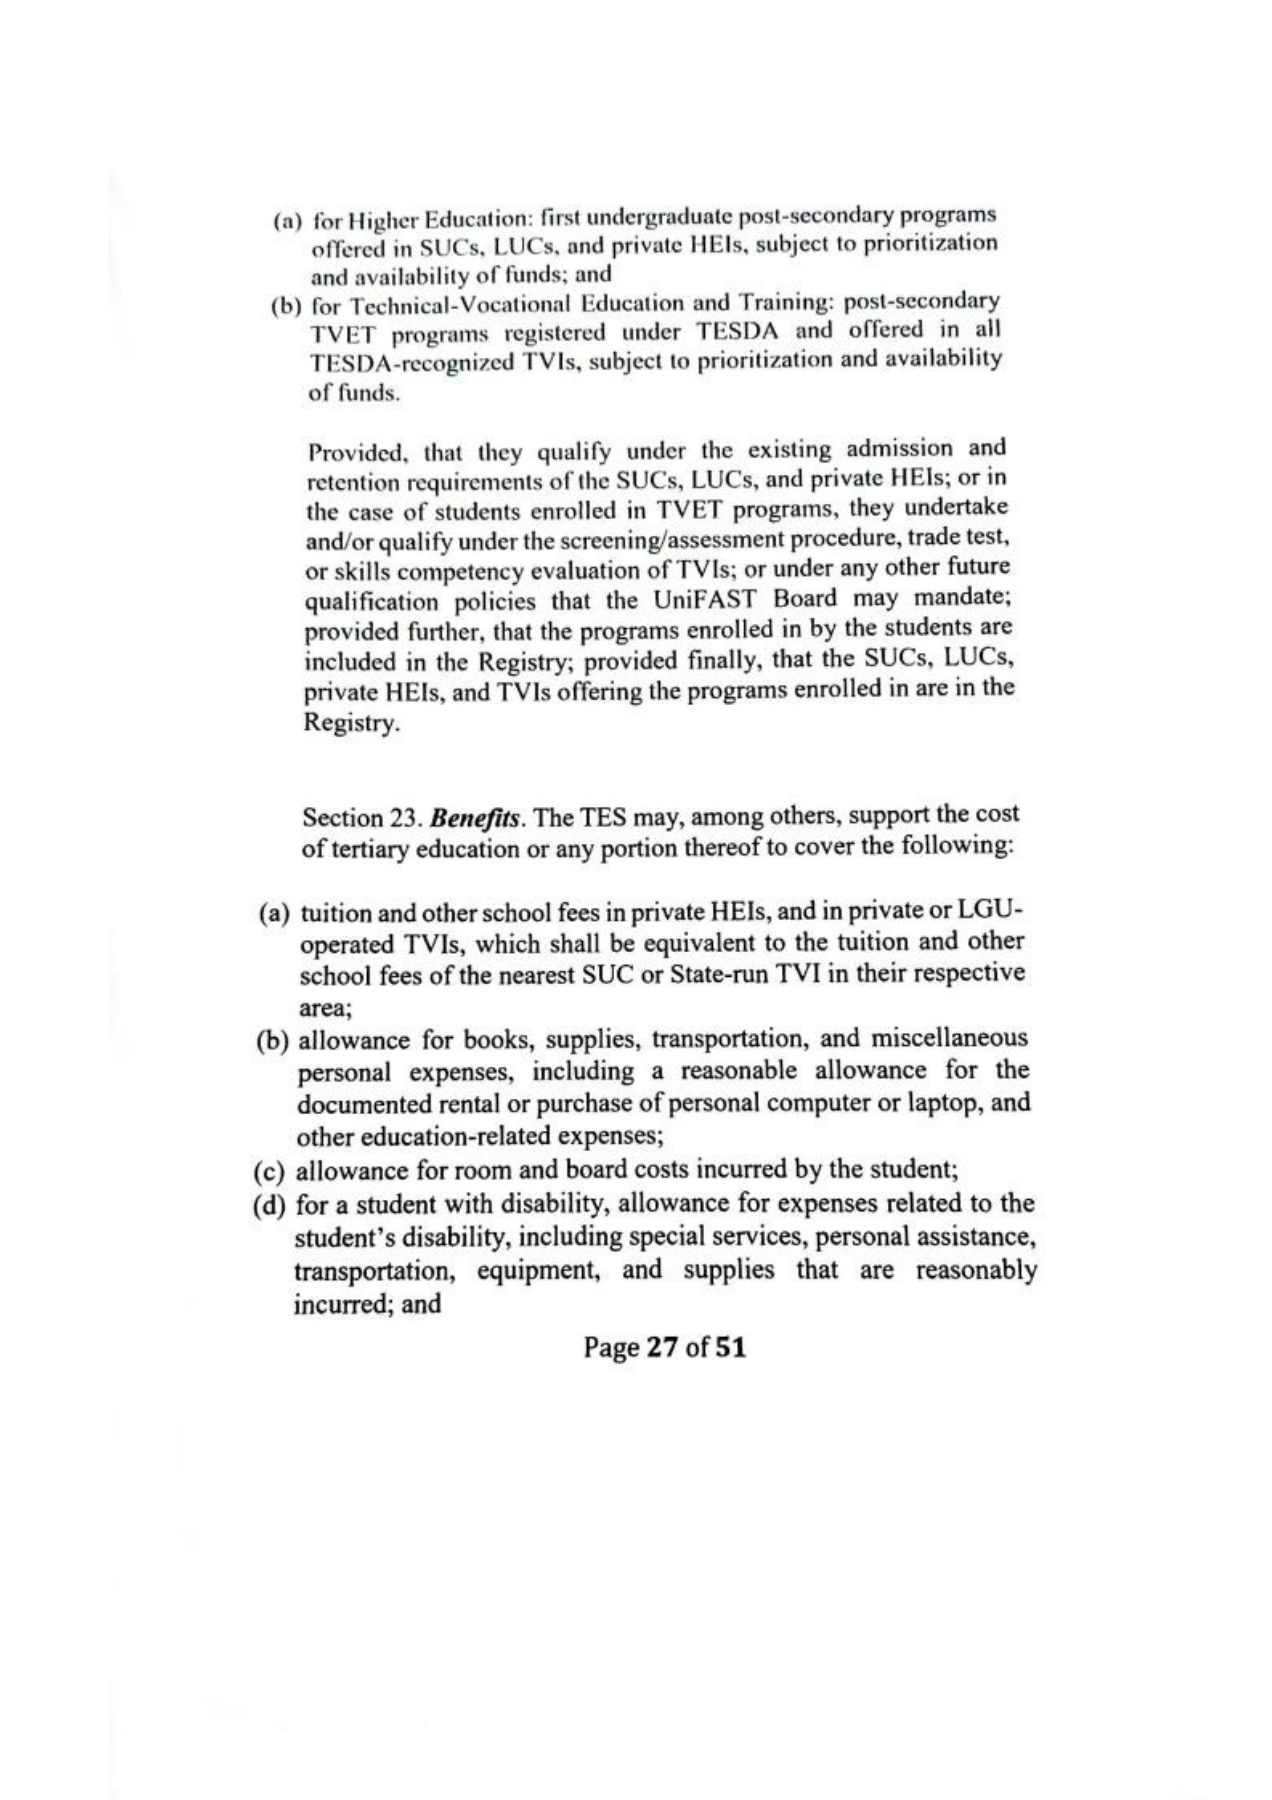 (a) for Higher Education: first undergraduate post-secondary programs
offered in SUCs, LUCs, and private HEIs, subject to prioritization
and availability of funds; and
(b) for Technical-Vocational Education and Training: post-secondary
TVET programs registered under TESDA and offered in all
TESDA-recognized TVIs, subject to prioritization and availability
of funds.
Provided, that they qualify under the existing admission and
retention requirements of the SUCs, LUCs, and private HEIs; or in
the case of students enrolled in TVET programs, they undertake
and/or qualify under the screening/assessment procedure, trade test,
or skills competency evaluation of TVIs; or under any other future
qualification policies that the UniFAST Board may mandate;
provided further, that the programs enrolled in by the students are
included in the Registry; provided finally, that the SUCs, LUCs,
private HEIs, and TVIs offering the programs enrolled in are in the
Registry.
Section 23. Benefits. The TES may, among others, support the cost
of tertiary education or any portion thereof to cover the following:
(a) tuition and other school fees in private HEIs, and in private or LGU-
operated TVIs, which shall be equivalent to the tuition and other
school fees of the nearest SUC or State-run TVI in their respective
area;
(b) allowance for books, supplies, transportation, and miscellaneous
personal expenses, including a reasonable allowance for the
documented rental or purchase of personal computer or laptop, and
other education-related expenses;
(c) allowance for room and board costs incurred by the student;
(d) for a student with disability, allowance for expenses related to the
student’s disability, including special services, personal assistance,
transportation, equipment, and supplies that are reasonably
incurred; and
Page 27 of 51